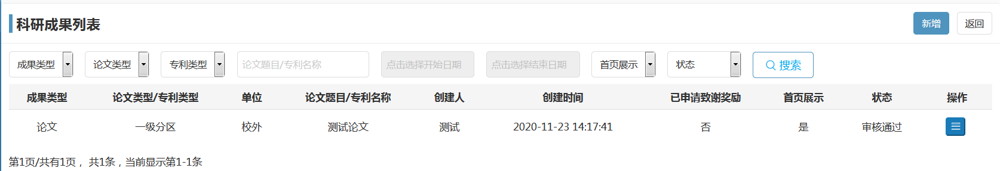 科研成果列表 新增 返回
成果类型 论文类型 专利类型 论文题目/专利名称 点击选择开始日期 点击选择结束日期 首页展示 状态 搜索
成果类型 论文类型/专利类型 单位 论文题目/专利名称 创建人 创建时间 已申请致谢奖励 首页展示 状态 操作
论文 一级分区 校外 测试论文 测试 2020-11-23 14:17:41 否 是 审核通过
第1页/共有1页， 共1条，当前显示第1-1条